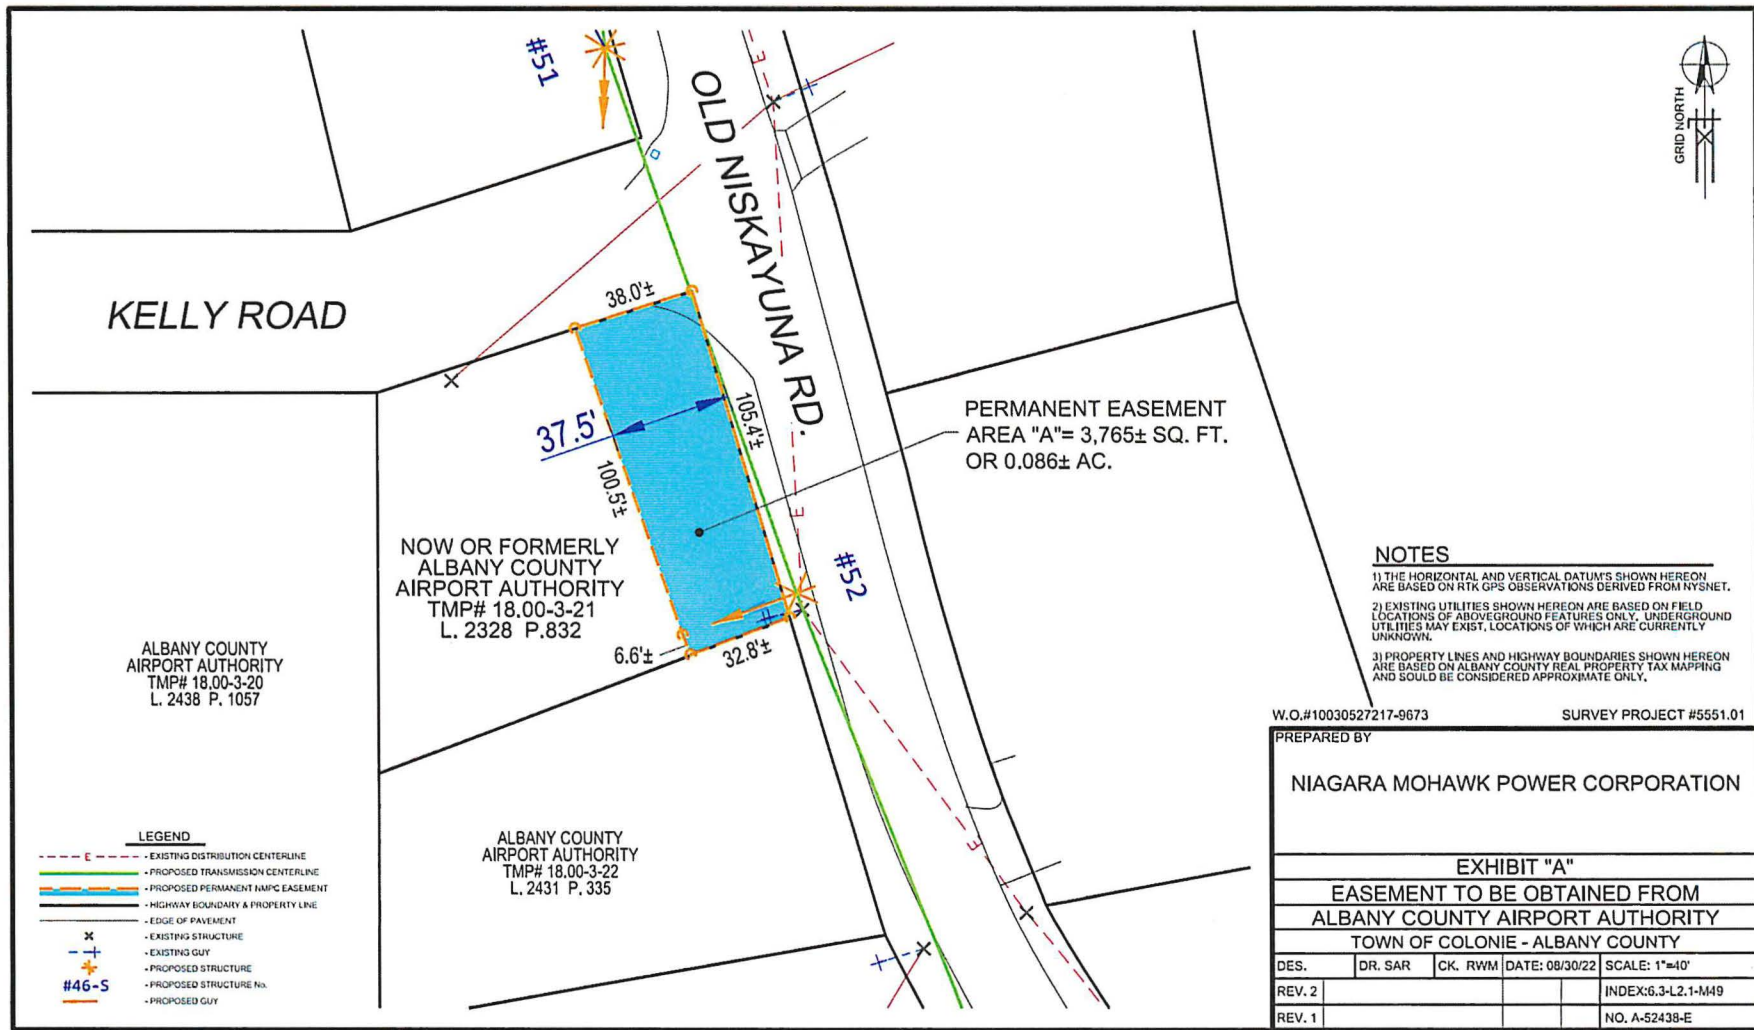 #51
OLD NISKAYUNA RD.
GRID NORTH
KELLY ROAD
38.0'±
37.5'
105.4'±
100.5'±
PERMANENT EASEMENT
AREA "A"= 3,765± SQ. FT.
OR 0.086± AC.
E
E
E
#52
NOW OR FORMERLY
ALBANY COUNTY
AIRPORT AUTHORITY
TMP# 18.00-3-21
L. 2328 P.832
6.6'±
32.8'±
ALBANY COUNTY
AIRPORT AUTHORITY
TMP# 18.00-3-20
L. 2438 P. 1057
ALBANY COUNTY
AIRPORT AUTHORITY
TMP# 18.00-3-22
L. 2431 P. 335
NOTES
1) THE HORIZONTAL AND VERTICAL DATUM'S SHOWN HEREON
ARE BASED ON RTK GPS OBSERVATIONS DERIVED FROM NYSNET.
2) EXISTING UTILITIES SHOWN HEREON ARE BASED ON FIELD
LOCATIONS OF ABOVEGROUND FEATURES ONLY. UNDERGROUND
UTILITIES MAY EXIST, LOCATIONS OF WHICH ARE CURRENTLY
UNKNOWN.
3) PROPERTY LINES AND HIGHWAY BOUNDARIES SHOWN HEREON
ARE BASED ON ALBANY COUNTY REAL PROPERTY TAX MAPPING
AND SOULD BE CONSIDERED APPROXIMATE ONLY.
LEGEND
E - EXISTING DISTRIBUTION CENTERLINE
- PROPOSED TRANSMISSION CENTERLINE
- PROPOSED PERMANENT NMPC EASEMENT
- HIGHWAY BOUNDARY & PROPERTY LINE
- EDGE OF PAVEMENT
- EXISTING STRUCTURE
- EXISTING GUY
- PROPOSED STRUCTURE
#46-S - PROPOSED STRUCTURE No.
- PROPOSED GUY
W.O.#10030527217-9673 SURVEY PROJECT #5551.01
PREPARED BY
NIAGARA MOHAWK POWER CORPORATION
EXHIBIT "A"
EASEMENT TO BE OBTAINED FROM
ALBANY COUNTY AIRPORT AUTHORITY
TOWN OF COLONIE - ALBANY COUNTY
DES. DR. SAR CK. RWM DATE: 08/30/22 SCALE: 1"=40'
REV. 2 INDEX:6.3-L2.1-M49
REV. 1 NO. A-52438-E